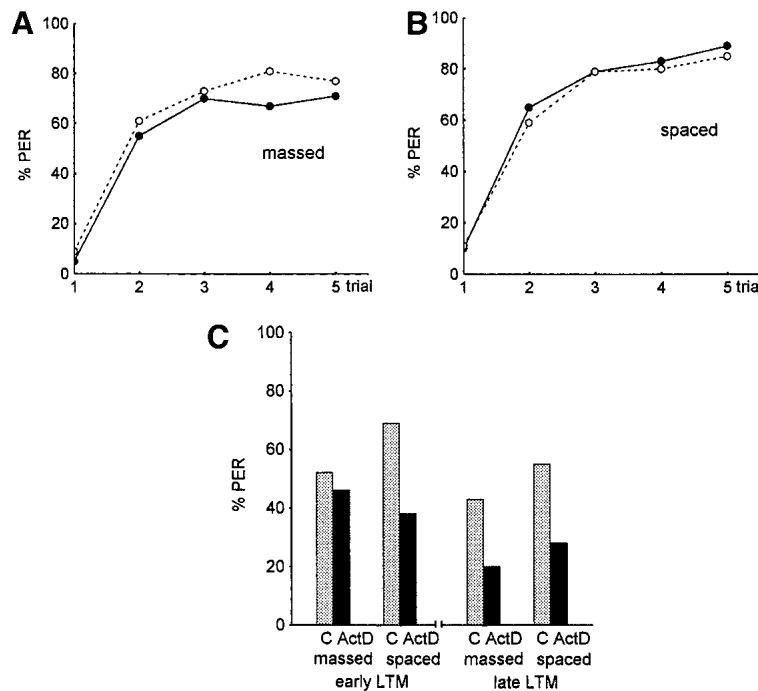 A
100
80
60
40
20
0
% PER
massed
1 2 3 4 5 trial
B
100
80
60
40
20
0
% PER
spaced
1 2 3 4 5 trial
C
100
80
60
40
20
0
% PER
C ActD C ActD C ActD C ActD
massed spaced massed spaced
early LTM late LTM